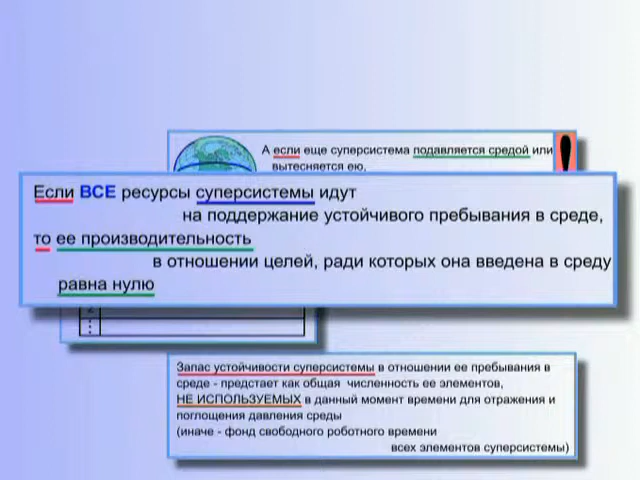 А если еще суперсистема подавляется средой или
вытесняется ею,
!
Если ВСЕ ресурсы суперсистемы идут
на поддержание устойчивого пребывания в среде,
то ее производительность
в отношении целей, ради которых она введена в среду
равна нулю
2
⋮
Запас устойчивости суперсистемы в отношении ее пребывания в
среде - предстает как общая численность ее элементов,
НЕ ИСПОЛЬЗУЕМЫХ в данный момент времени для отражения и
поглощения давления среды
(иначе - фонд свободного роботного времени
всех элементов суперсистемы)